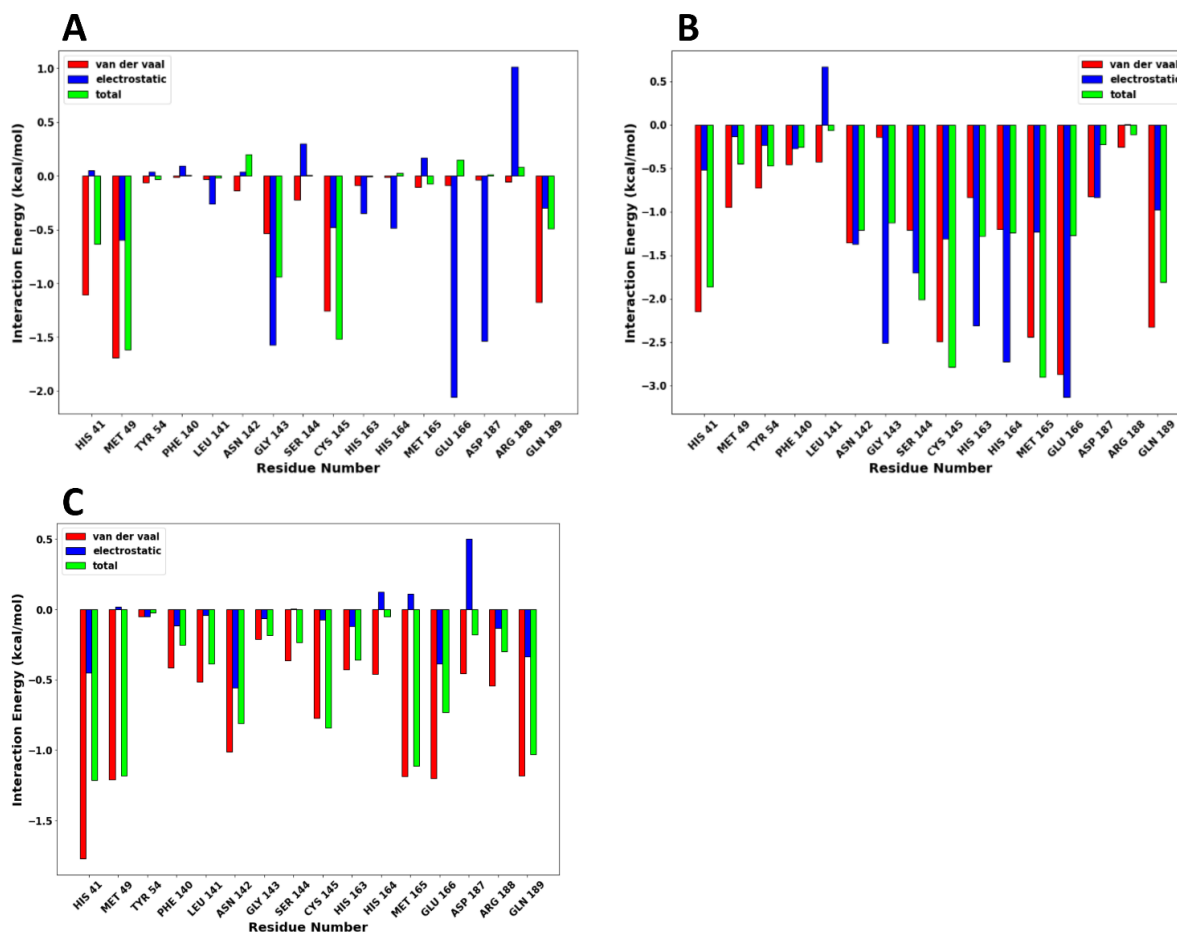 A
van der vaal
electrostatic
total
Interaction Energy (kcal/mol)
1.0
0.5
0.0
−0.5
−1.0
−1.5
−2.0
HIS 41
MET 49
TYR 54
PHE 140
LEU 141
ASN 142
GLY 143
SER 144
CYS 145
HIS 163
HIS 164
MET 165
GLU 166
ASP 187
ARG 188
GLN 189
Residue Number
B
van der vaal
electrostatic
total
Interaction Energy (kcal/mol)
0.5
0.0
−0.5
−1.0
−1.5
−2.0
−2.5
−3.0
HIS 41
MET 49
TYR 54
PHE 140
LEU 141
ASN 142
GLY 143
SER 144
CYS 145
HIS 163
HIS 164
MET 165
GLU 166
ASP 187
ARG 188
GLN 189
Residue Number
C
van der vaal
electrostatic
total
Interaction Energy (kcal/mol)
0.5
0.0
−0.5
−1.0
−1.5
HIS 41
MET 49
TYR 54
PHE 140
LEU 141
ASN 142
GLY 143
SER 144
CYS 145
HIS 163
HIS 164
MET 165
GLU 166
ASP 187
ARG 188
GLN 189
Residue Number